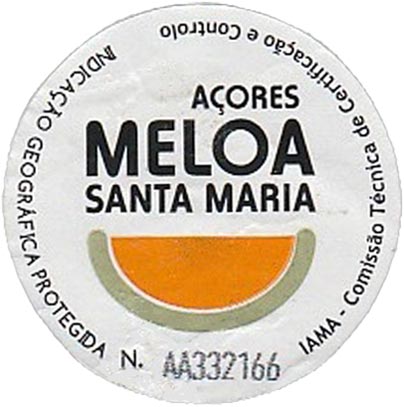 AÇORES
MELOA
SANTA MARIA
INDICAÇÃO GEOGRÁFICA PROTEGIDA
N. AA332166
IAMA - Comissão Técnica de Certificação e Controlo